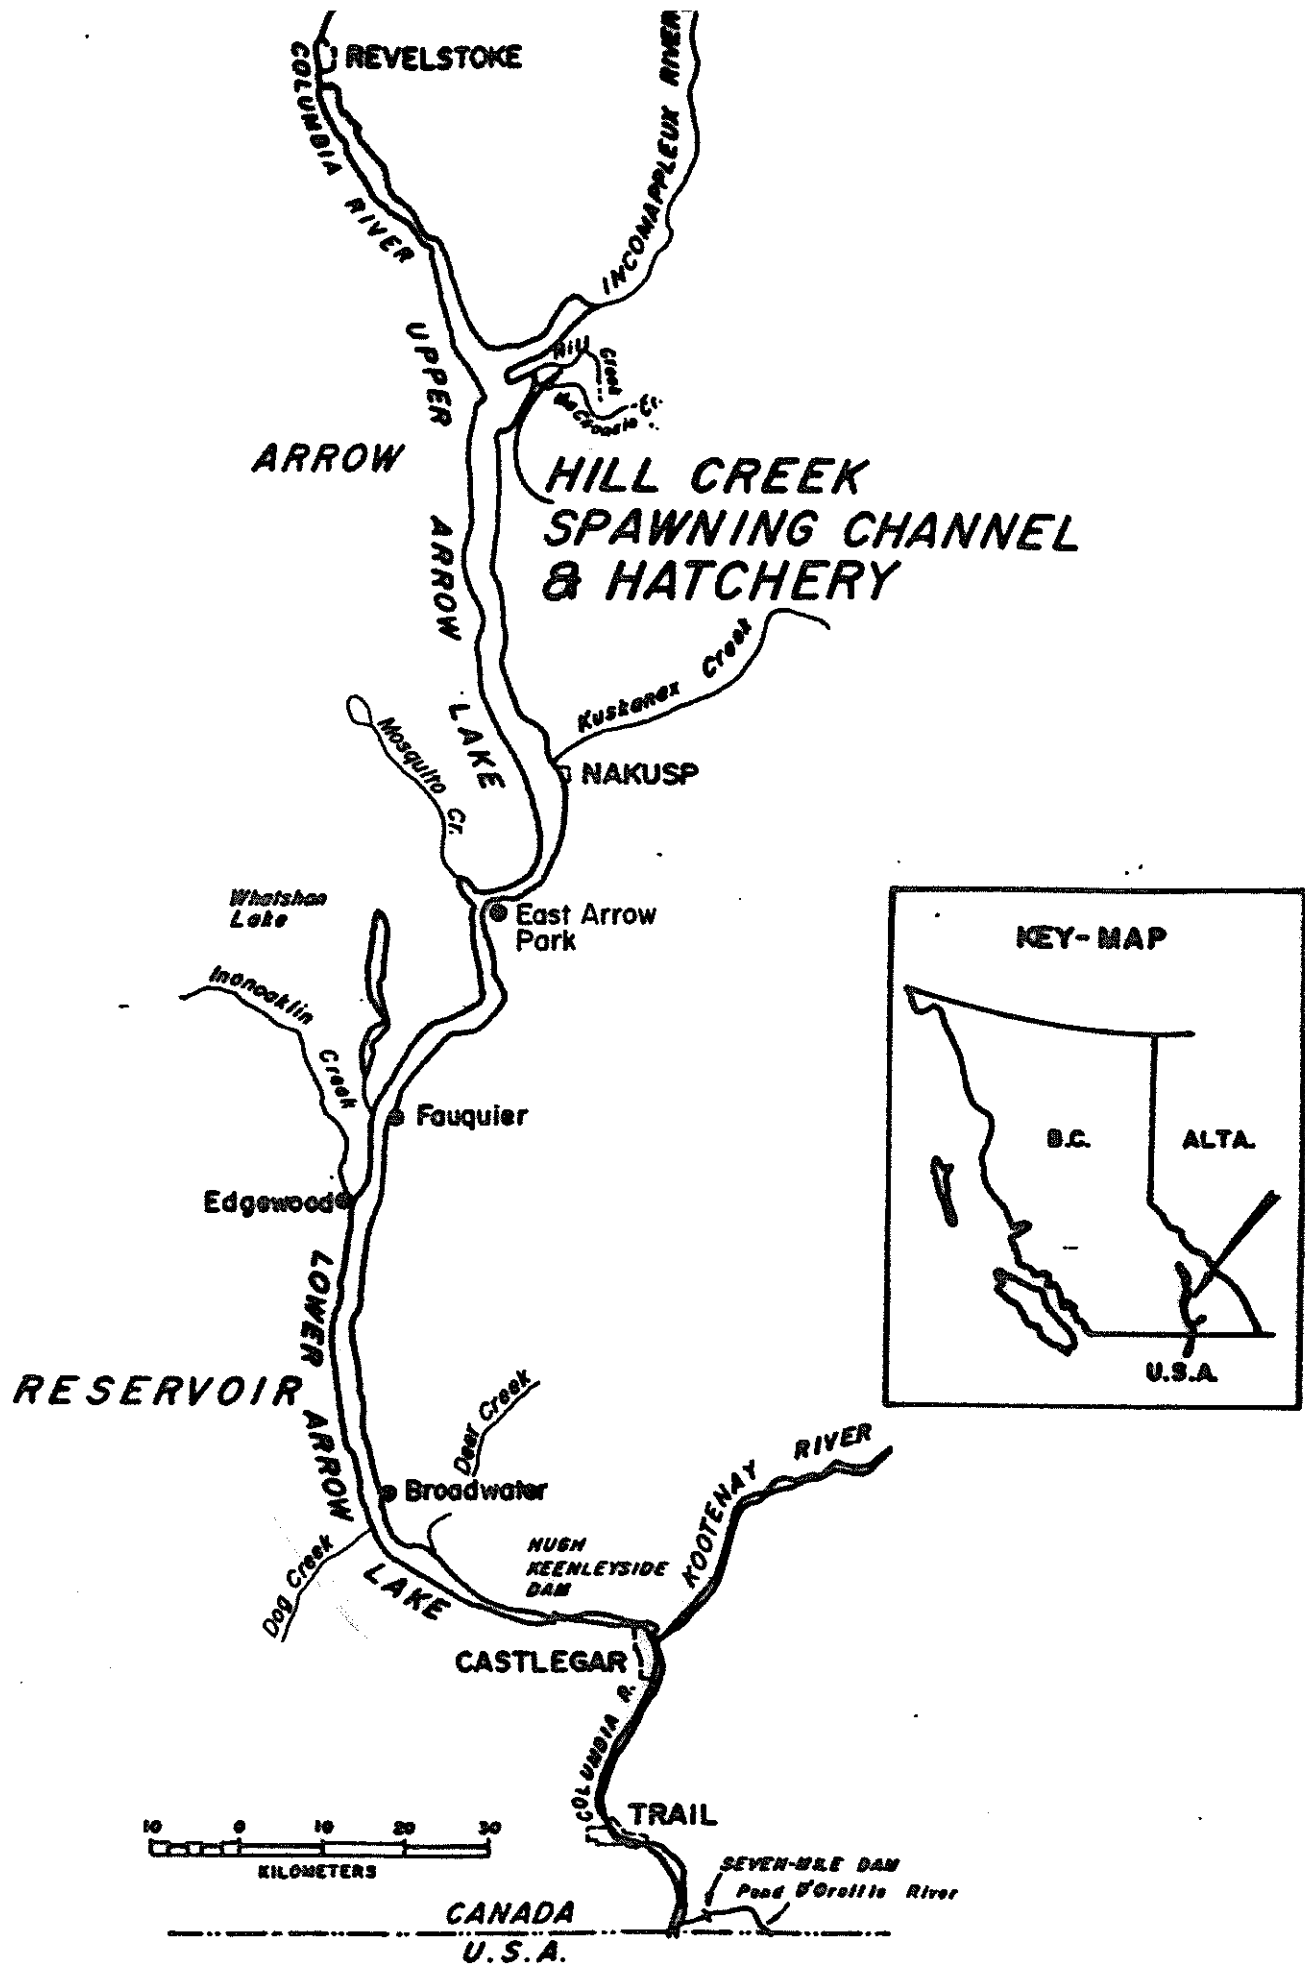 REVELSTOKE
COLUMBIA RIVER
INCOMAPPLEUX RIVER
UPPER ARROW LAKE
Hill Creek
ARROW
HILL CREEK
SPAWNING CHANNEL
& HATCHERY
Kuskanax Creek
Mosquito Cr.
NAKUSP
Whatshan
Lake
East Arrow
Park
KEY-MAP
Inonoaklin Creek
Fauquier
B.C.
ALTA.
Edgewood
LOWER ARROW LAKE
U.S.A.
RESERVOIR
Deer Creek
KOOTENAY RIVER
Broadwater
Dog Creek
HUGH
KEENLEYSIDE
DAM
CASTLEGAR
COLUMBIA R.
TRAIL
10 0 10 20 30
KILOMETERS
SEVEN-MILE DAM
Pend D'Oreille River
CANADA
U.S.A.